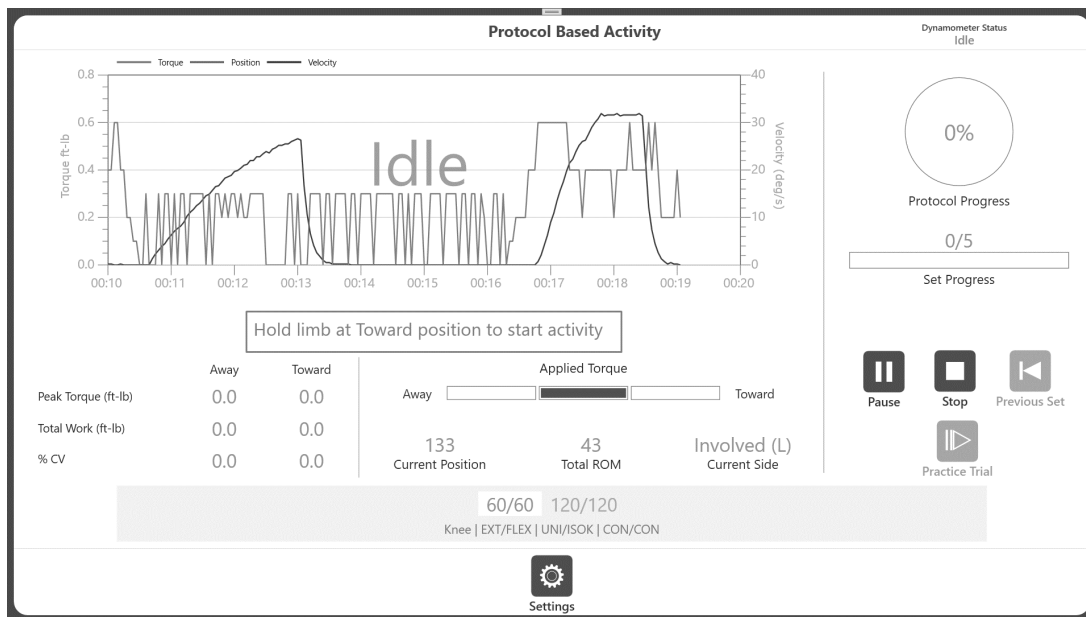 Protocol Based Activity
Dynamometer Status
Idle
Torque Position Velocity
0.8
0.6
0.4
0.2
0.0
Torque ft-lb
Idle
40
30
20
10
0
Velocity (deg/s)
00:10 00:11 00:12 00:13 00:14 00:15 00:16 00:17 00:18 00:19 00:20
0%
Protocol Progress
0/5
Set Progress
Hold limb at Toward position to start activity
Away Toward
Peak Torque (ft-lb) 0.0 0.0
Total Work (ft-lb) 0.0 0.0
% CV 0.0 0.0
Applied Torque
Away Toward
133 43 Involved (L)
Current Position Total ROM Current Side
Pause Stop Previous Set
Practice Trial
60/60 120/120
Knee | EXT/FLEX | UNI/ISOK | CON/CON
Settings